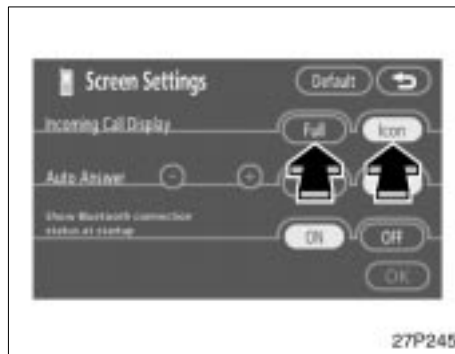 Screen Settings Default
Incoming Call Display Full Icon
Auto Answer - +
Show Bluetooth connection
status at startup ON OFF
OK
27P245